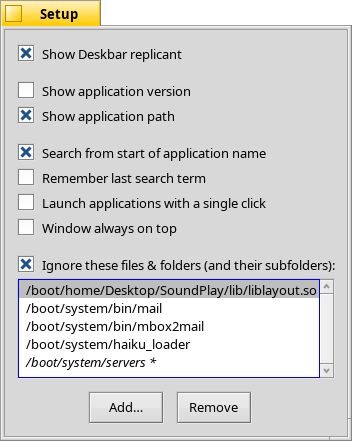 Setup
Show Deskbar replicant
Show application version
Show application path
Search from start of application name
Remember last search term
Launch applications with a single click
Window always on top
Ignore these files & folders (and their subfolders):
/boot/home/Desktop/SoundPlay/lib/liblayout.so
/boot/system/bin/mail
/boot/system/bin/mbox2mail
/boot/system/haiku_loader
/boot/system/servers *
Add...
Remove